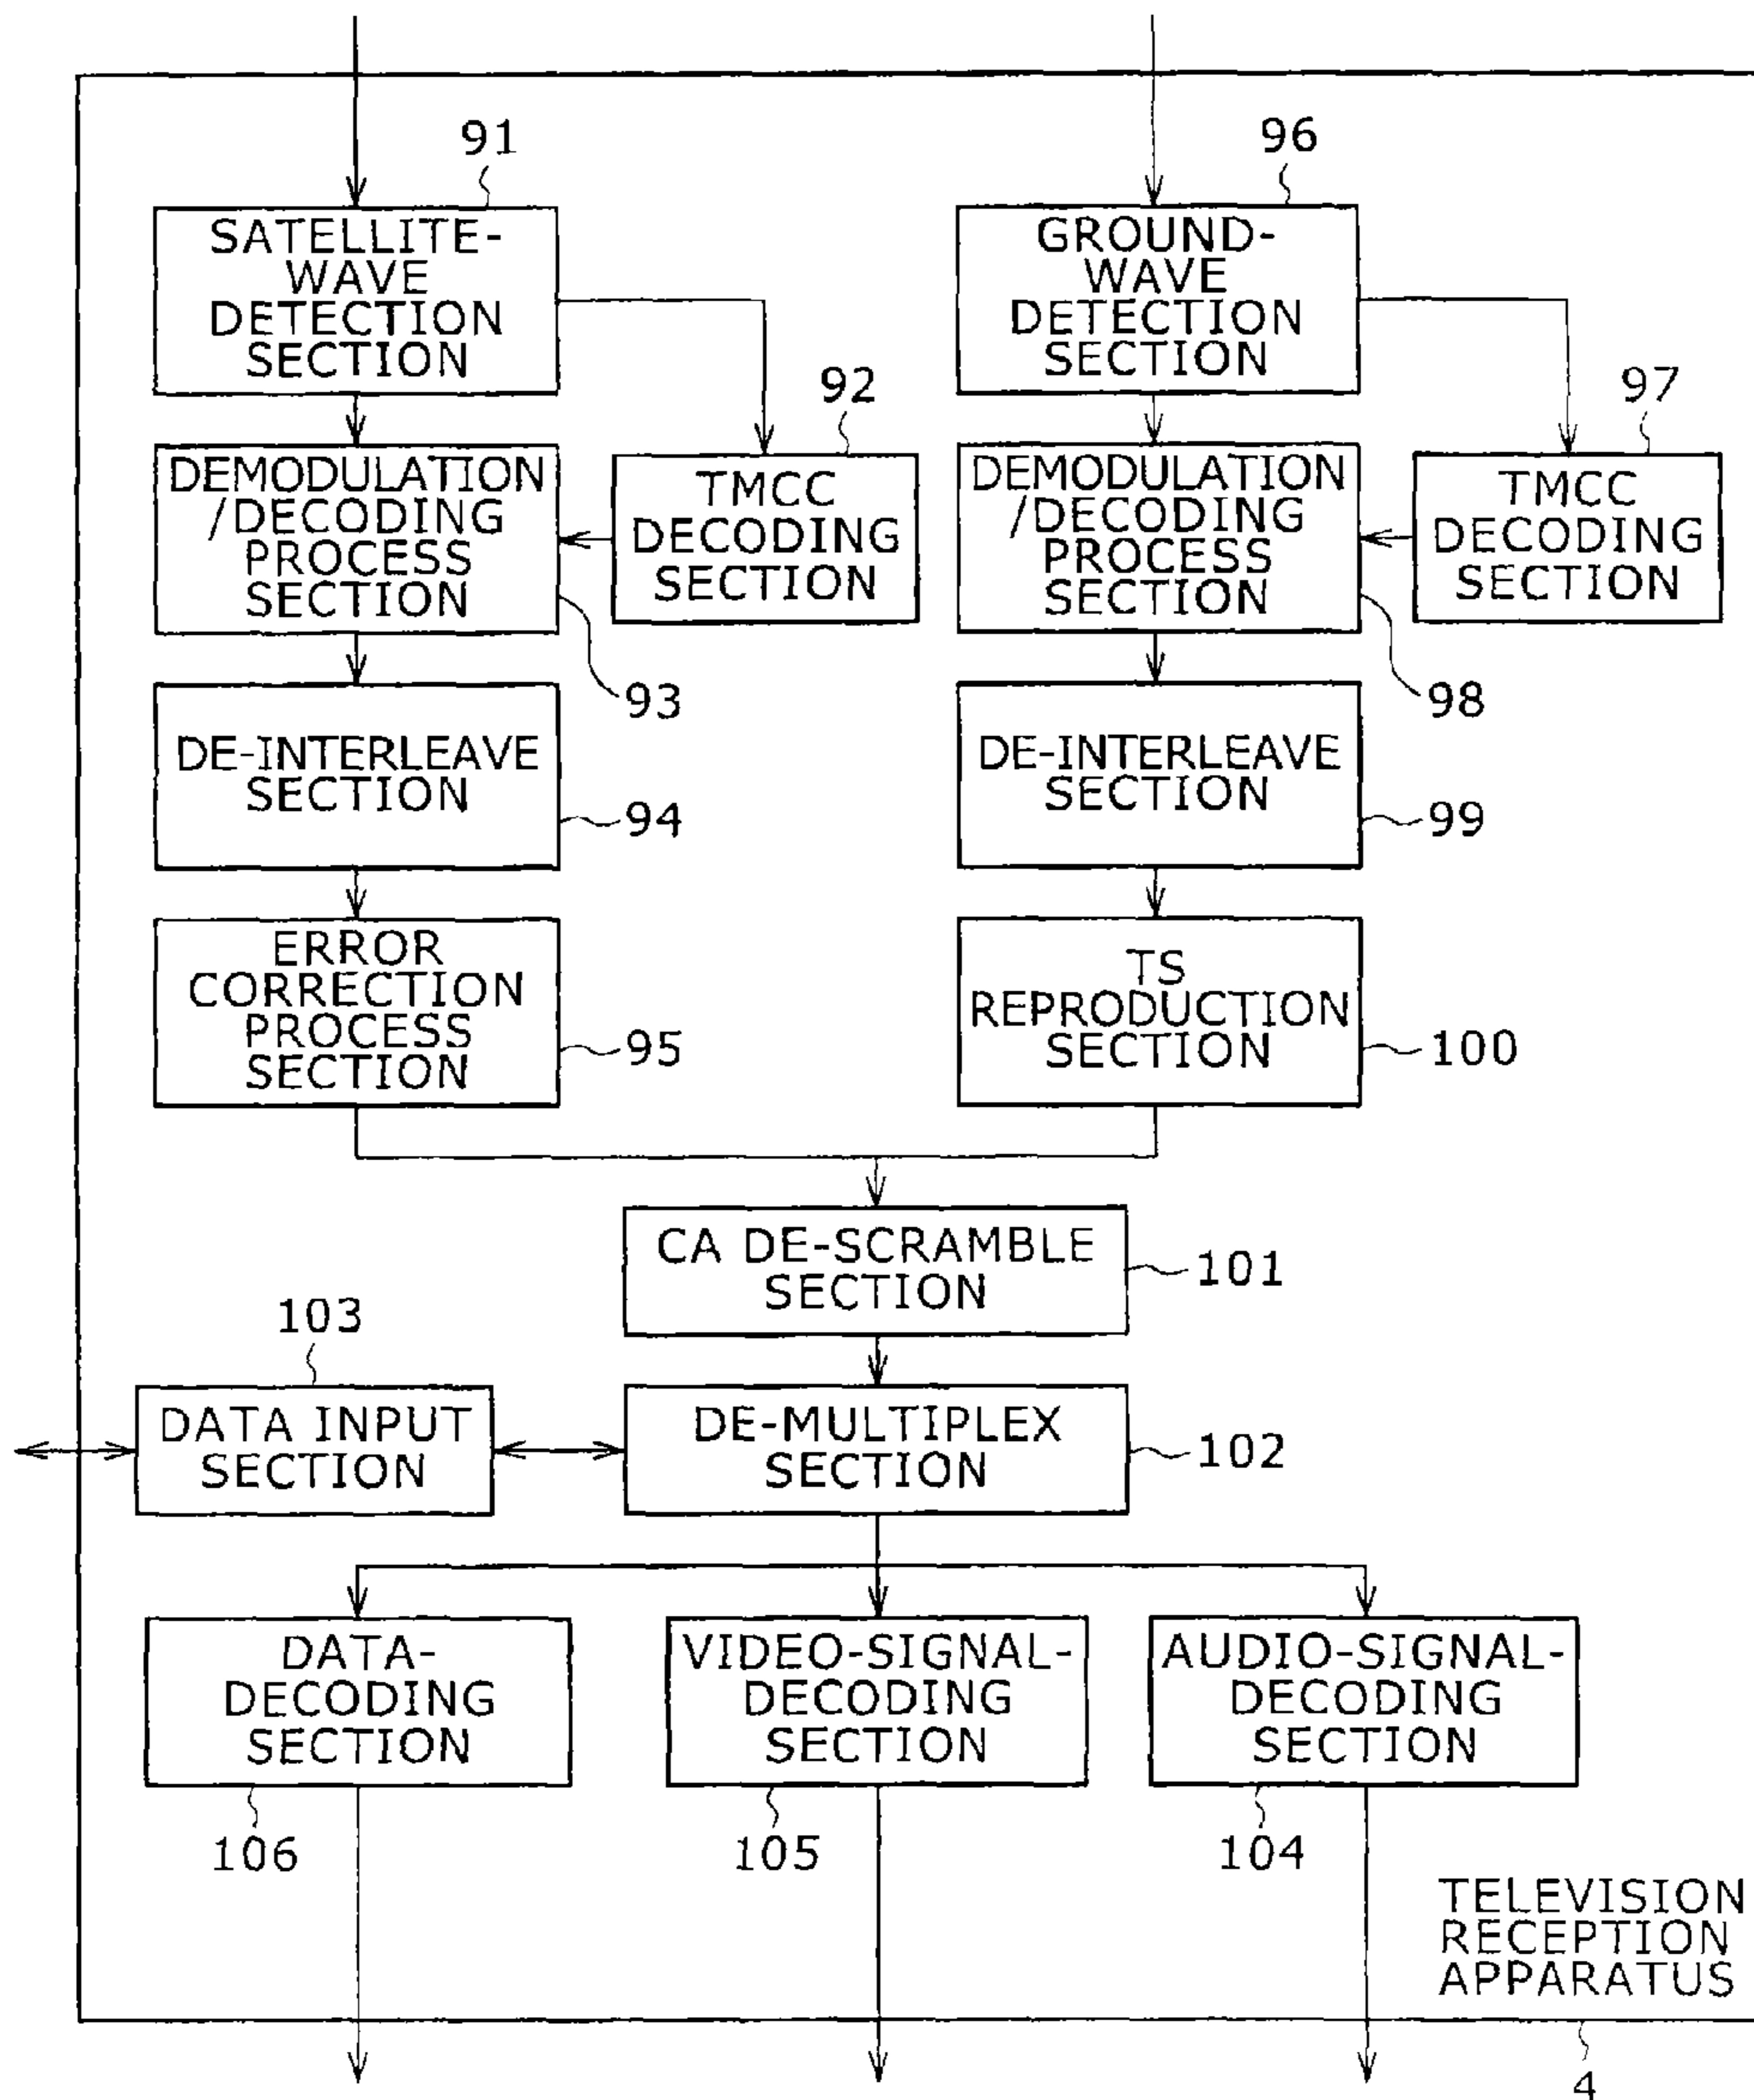 91
SATELLITE-
WAVE
DETECTION
SECTION
96
GROUND-
WAVE
DETECTION
SECTION
92
TMCC
DECODING
SECTION
97
TMCC
DECODING
SECTION
DEMODULATION
/DECODING
PROCESS
SECTION
93
DEMODULATION
/DECODING
PROCESS
SECTION
98
DE-INTERLEAVE
SECTION
94
DE-INTERLEAVE
SECTION
99
ERROR
CORRECTION
PROCESS
SECTION
95
TS
REPRODUCTION
SECTION
100
CA DE-SCRAMBLE
SECTION
101
103
DATA INPUT
SECTION
DE-MULTIPLEX
SECTION
102
DATA-
DECODING
SECTION
106
VIDEO-SIGNAL-
DECODING
SECTION
105
AUDIO-SIGNAL-
DECODING
SECTION
104
TELEVISION
RECEPTION
APPARATUS
4